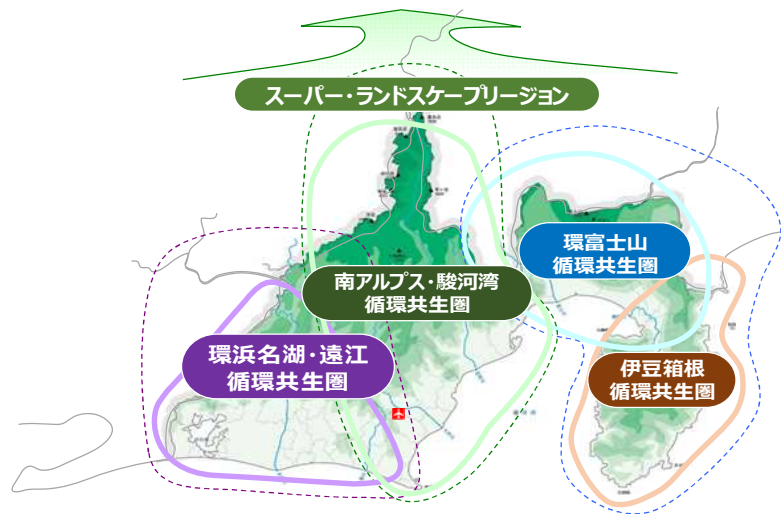 スーパー・ランドスケープリージョン
環富士山
循環共生圏
南アルプス・駿河湾
循環共生圏
環浜名湖・遠江
循環共生圏
伊豆箱根
循環共生圏